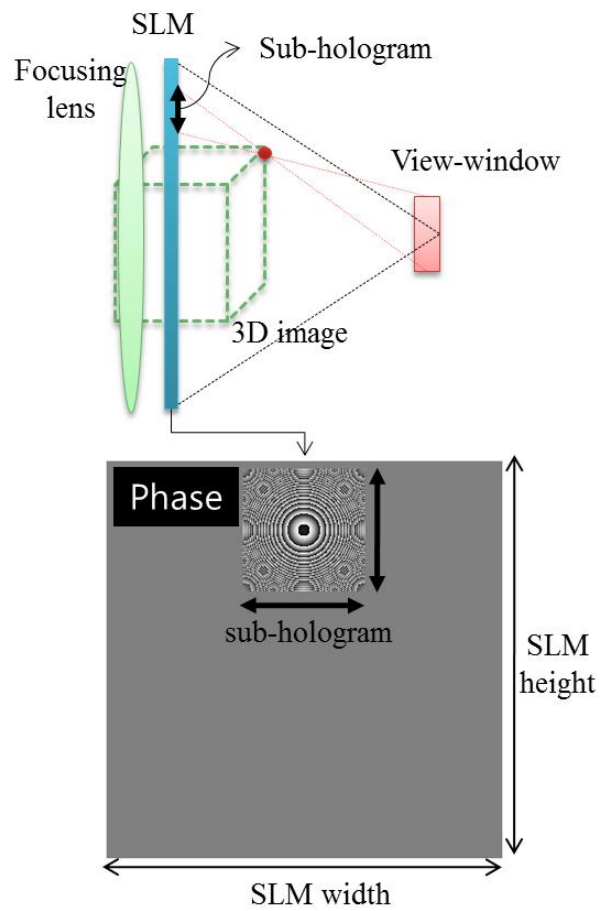 SLM
Sub-hologram
Focusing
lens
View-window
3D image
Phase
sub-hologram
SLM
height
SLM width